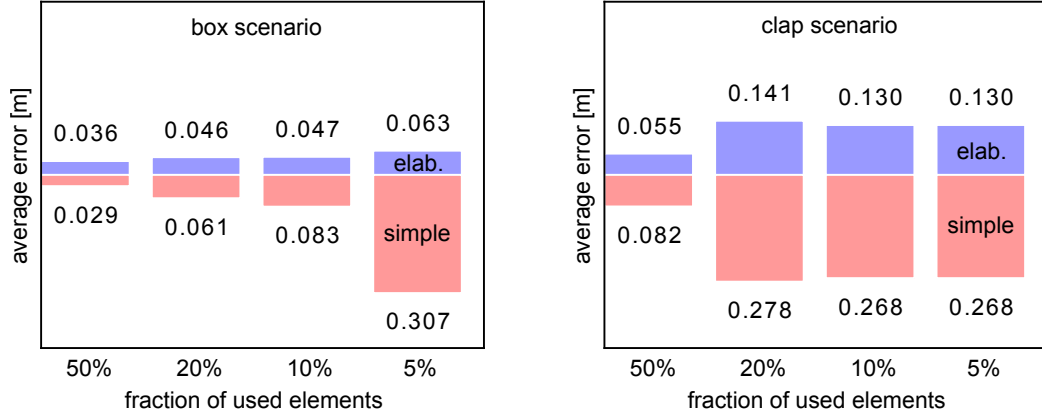 box scenario
average error [m]
0.036 0.046 0.047 0.063
elab.
0.029 0.061 0.083 simple
0.307
50% 20% 10% 5%
fraction of used elements
clap scenario
average error [m]
0.055 0.141 0.130 0.130
elab.
0.082 simple
0.278 0.268 0.268
50% 20% 10% 5%
fraction of used elements